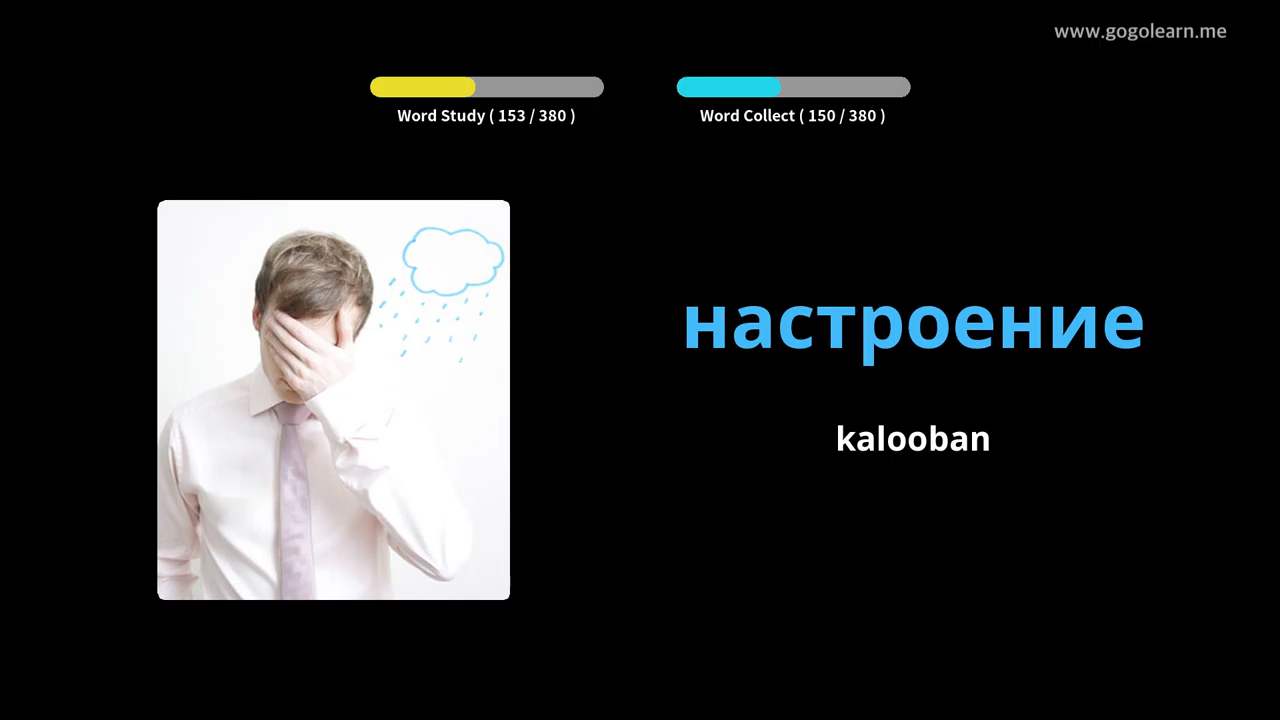 www.gogolearn.me
Word Study ( 153 / 380 )
Word Collect ( 150 / 380 )
настроение
kalooban